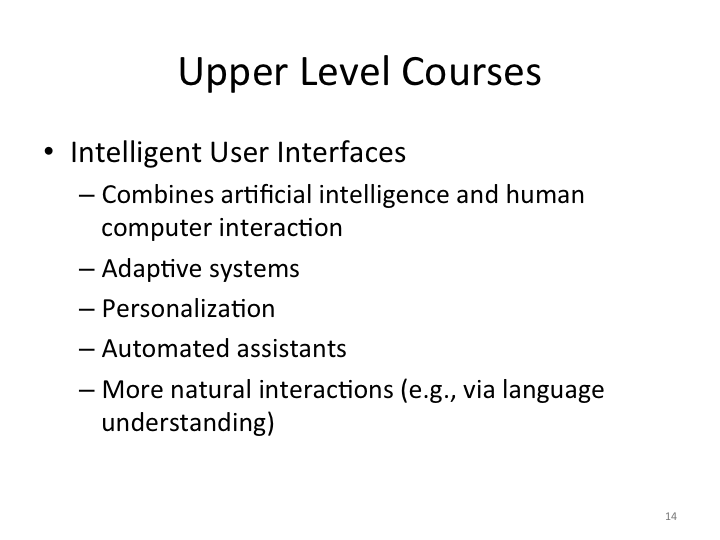 Upper Level Courses
• Intelligent User Interfaces
– Combines artificial intelligence and human
computer interaction
– Adaptive systems
– Personalization
– Automated assistants
– More natural interactions (e.g., via language
understanding)
14